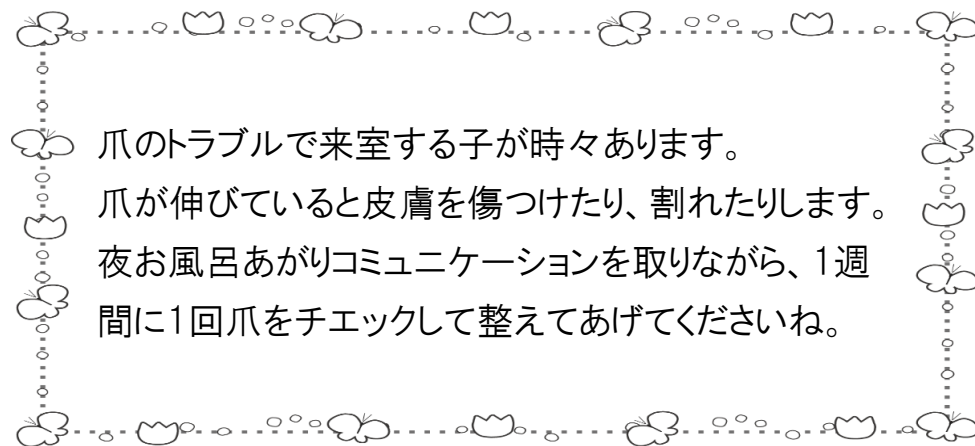 爪のトラブルで来室する子が時々あります。
爪が伸びていると皮膚を傷つけたり、割れたりします。
夜お風呂あがりコミュニケーションを取りながら、1週
間に1回爪をチエックして整えてあげてくださいね。